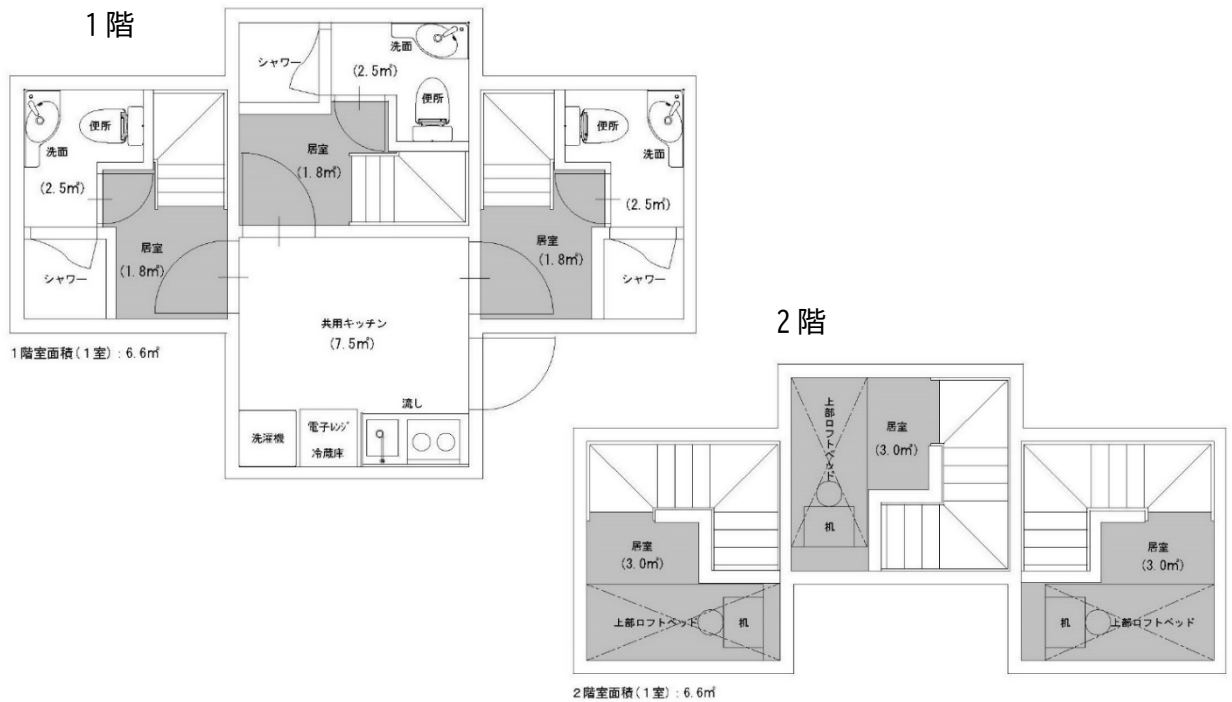 1階
シャワー
洗面
(2.5㎡)
便所
居室
(1.8㎡)
便所
洗面
(2.5㎡)
居室
(1.8㎡)
シャワー
便所
洗面
(2.5㎡)
居室
(1.8㎡)
シャワー
共用キッチン
(7.5㎡)
流し
洗濯機
電子ﾚﾝｼﾞ
冷蔵庫
1階室面積(1室):6.6㎡
2階
上部ロフトベッド
居室
(3.0㎡)
机
居室
(3.0㎡)
上部ロフトベッド
机
居室
(3.0㎡)
机
上部ロフトベッド
2階室面積(1室):6.6㎡